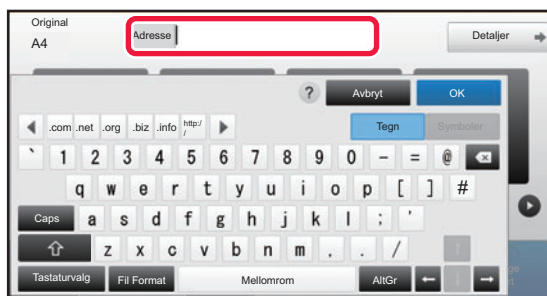 Original
A4
Adresse
Detaljer
?
Avbryt
OK
.com .net .org .biz .info http:/
/
Tegn
Symboler
` 1 2 3 4 5 6 7 8 9 0 - = @
q w e r t y u i o p [ ] #
Caps a s d f g h j k l ; '
z x c v b n m , . /
Tastaturvalg Fil Format Mellomrom AltGr